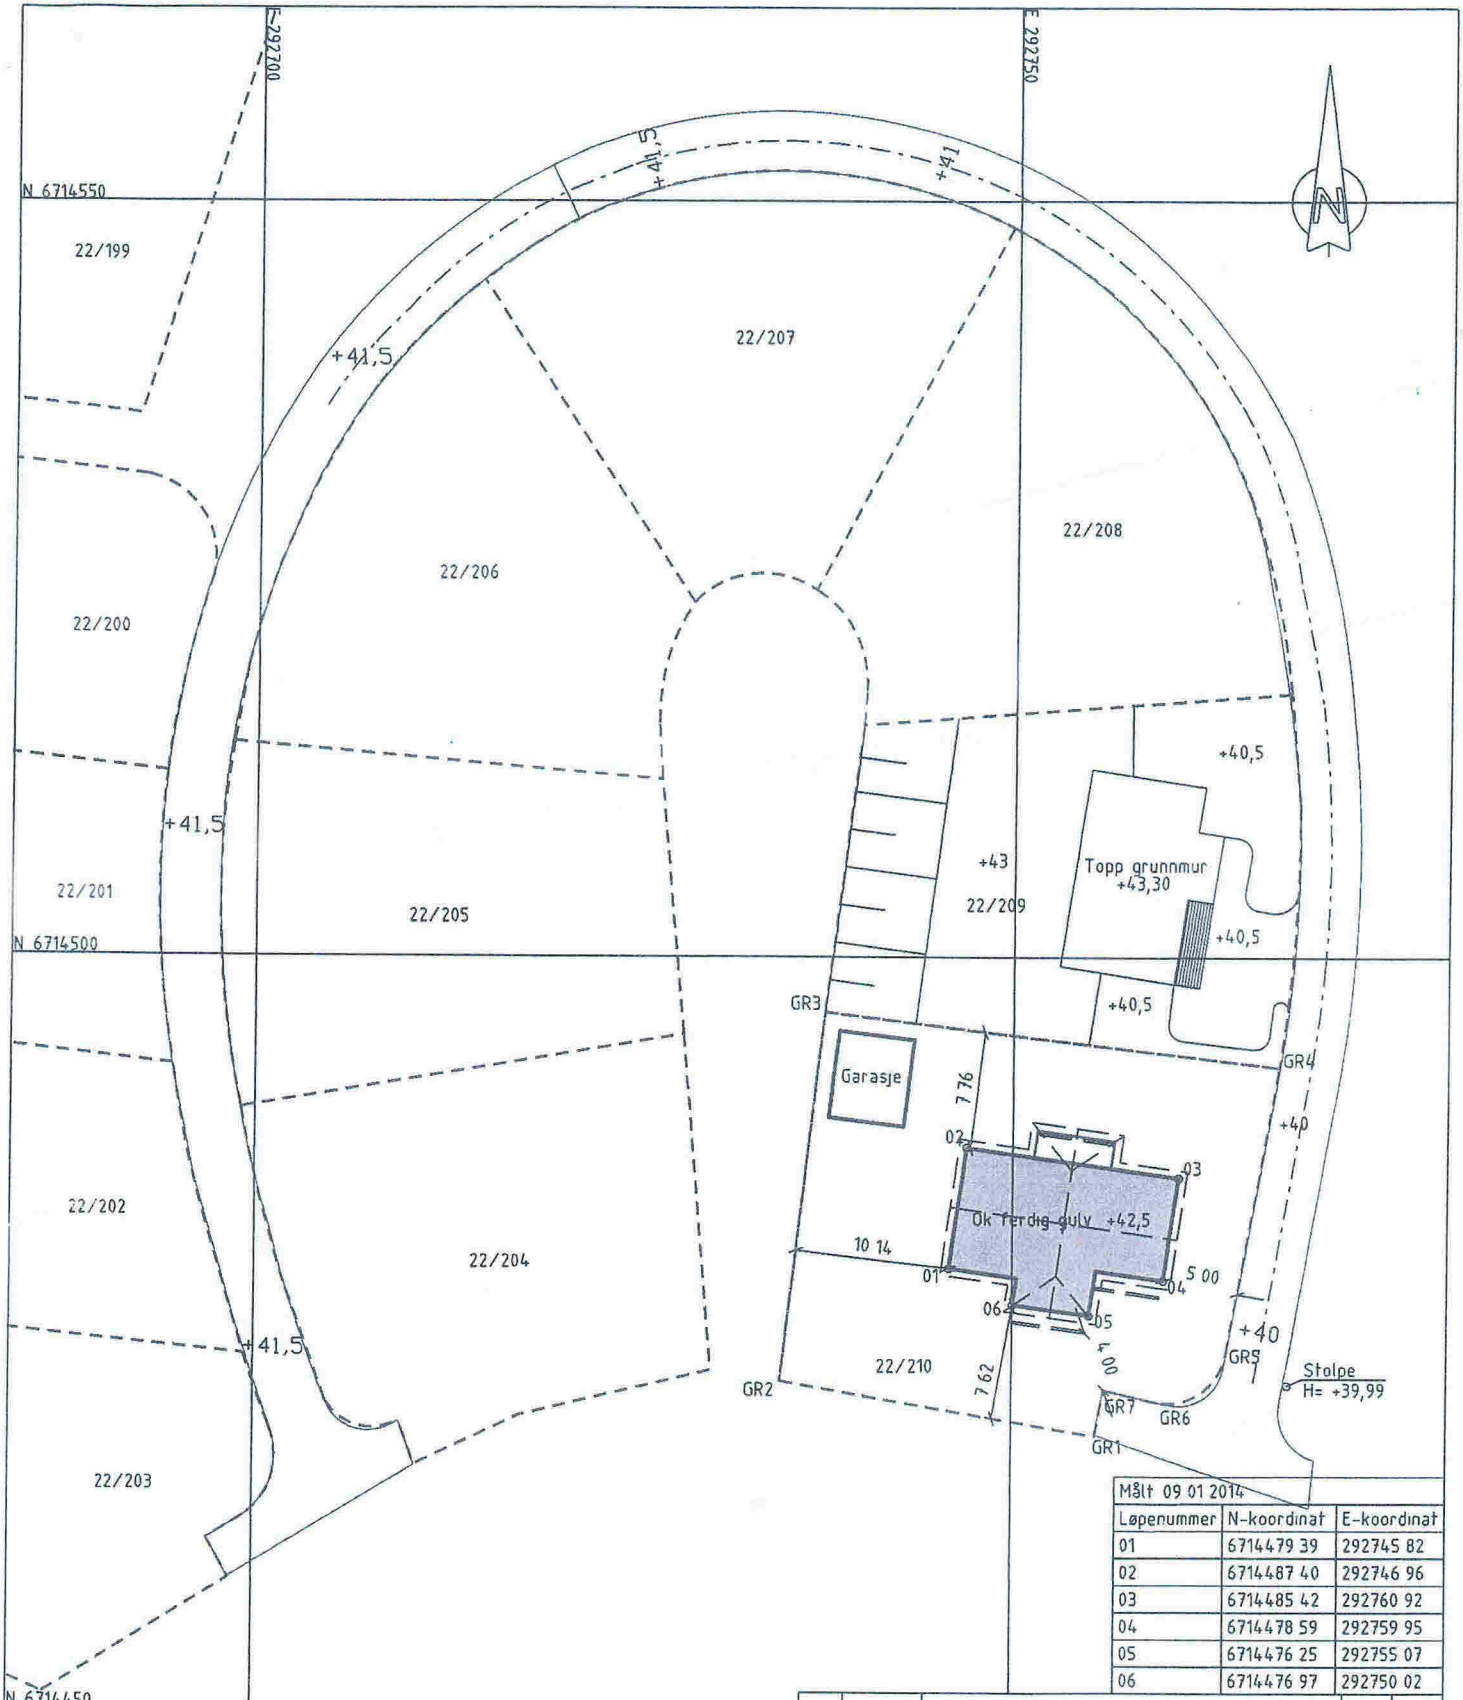 E 292700
E 292750
N 6714550
N
22/199
+41,5
+41
+41,5
22/207
22/208
22/206
22/200
+40,5
+41,5
+43
Topp grunnmur
+43,30
22/201
22/205
22/209
+40,5
N 6714500
GR3
+40,5
GR4
Garasje
7 76
+40
02
03
22/202
Ok ferdig gulv +42,5
10 14
22/204
01
5 00
04
06
05
+41,5
+40
GR5
22/210
4 00
Stolpe
H= +39,99
7 62
GR2
GR7
GR6
GR1
22/203
Målt 09 01 2014
Løpenummer N-koordinat E-koordinat
01 6714479 39 292745 82
02 6714487 40 292746 96
03 6714485 42 292760 92
04 6714478 59 292759 95
05 6714476 25 292755 07
06 6714476 97 292750 02
N 6714450